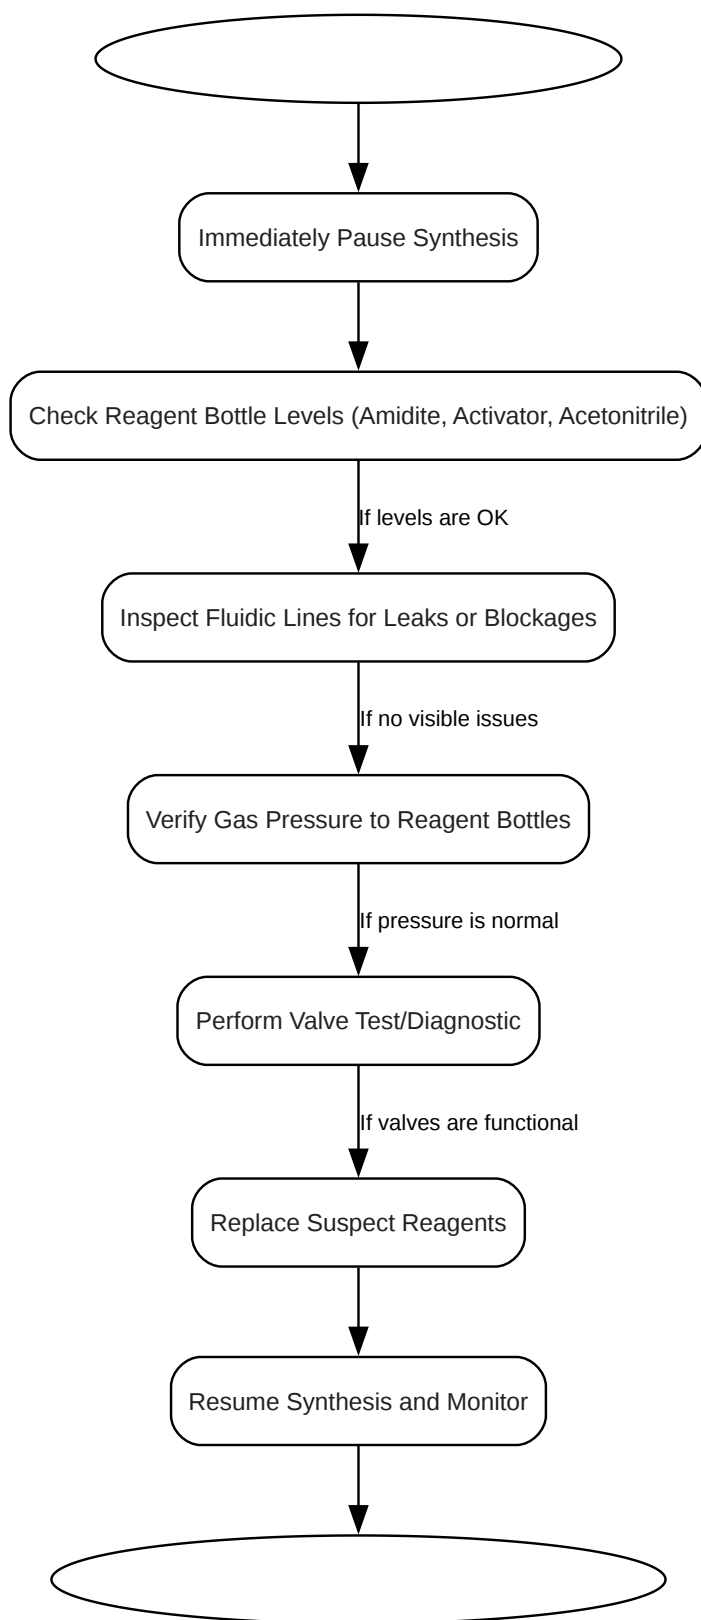 Immediately Pause Synthesis
Check Reagent Bottle Levels (Amidite, Activator, Acetonitrile)
If levels are OK
Inspect Fluidic Lines for Leaks or Blockages
If no visible issues
Verify Gas Pressure to Reagent Bottles
If pressure is normal
Perform Valve Test/Diagnostic
If valves are functional
Replace Suspect Reagents
Resume Synthesis and Monitor